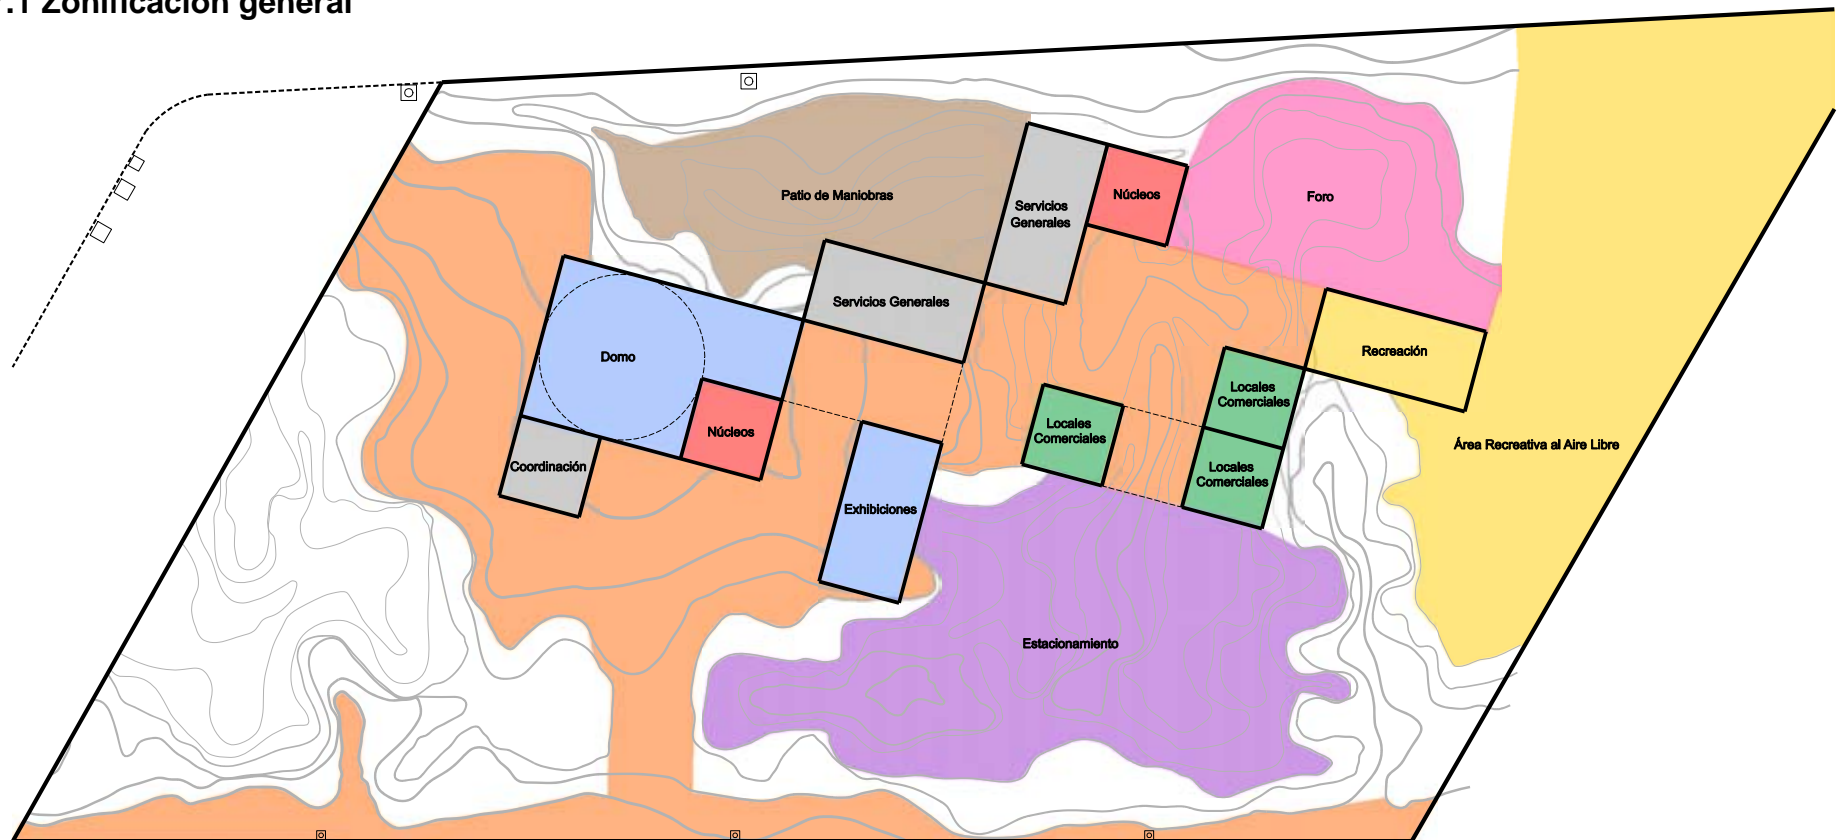 .1 Zonificación general
Patio de Maniobras
Servicios
Generales
Núcleos
Foro
Servicios Generales
Domo
Recreación
Locales
Comerciales
Locales
Comerciales
Núcleos
Área Recreativa al Aire Libre
Coordinación
Locales
Comerciales
Exhibiciones
Estacionamiento